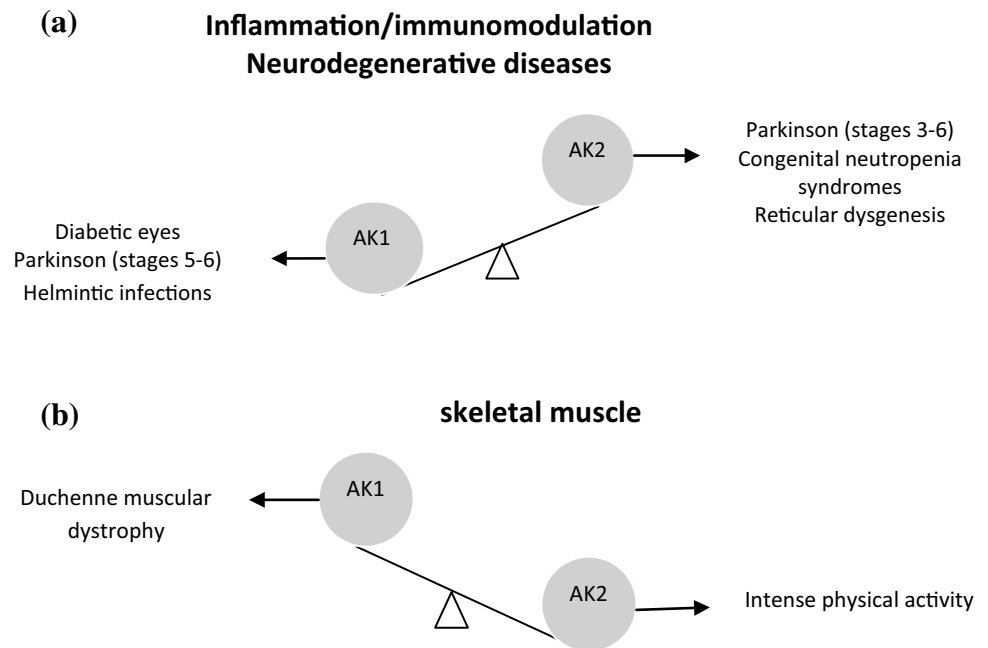 (a)
Inflammation/immunomodulation
Neurodegenerative diseases
AK2
Parkinson (stages 3-6)
Congenital neutropenia
syndromes
Reticular dysgenesis
AK1
Diabetic eyes
Parkinson (stages 5-6)
Helmintic infections
(b)
skeletal muscle
AK1
Duchenne muscular
dystrophy
AK2
Intense physical activity